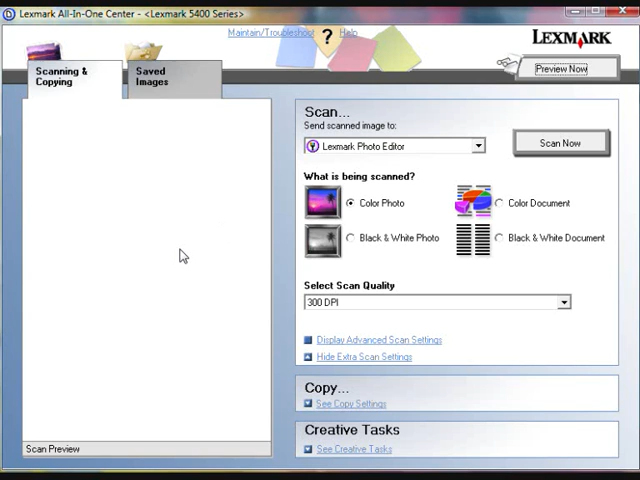 Lexmark All-In-One Center - <Lexmark 5400 Series>
Maintain/Troubleshoot ? Help
LEXMARK
Scanning &
Copying
Saved
Images
Preview Now
Scan...
Send scanned image to:
Lexmark Photo Editor
Scan Now
What is being scanned?
Color Photo
Color Document
Black & White Photo
Black & White Document
Select Scan Quality
300 DPI
Display Advanced Scan Settings
Hide Extra Scan Settings
Copy...
See Copy Settings
Creative Tasks
See Creative Tasks
Scan Preview